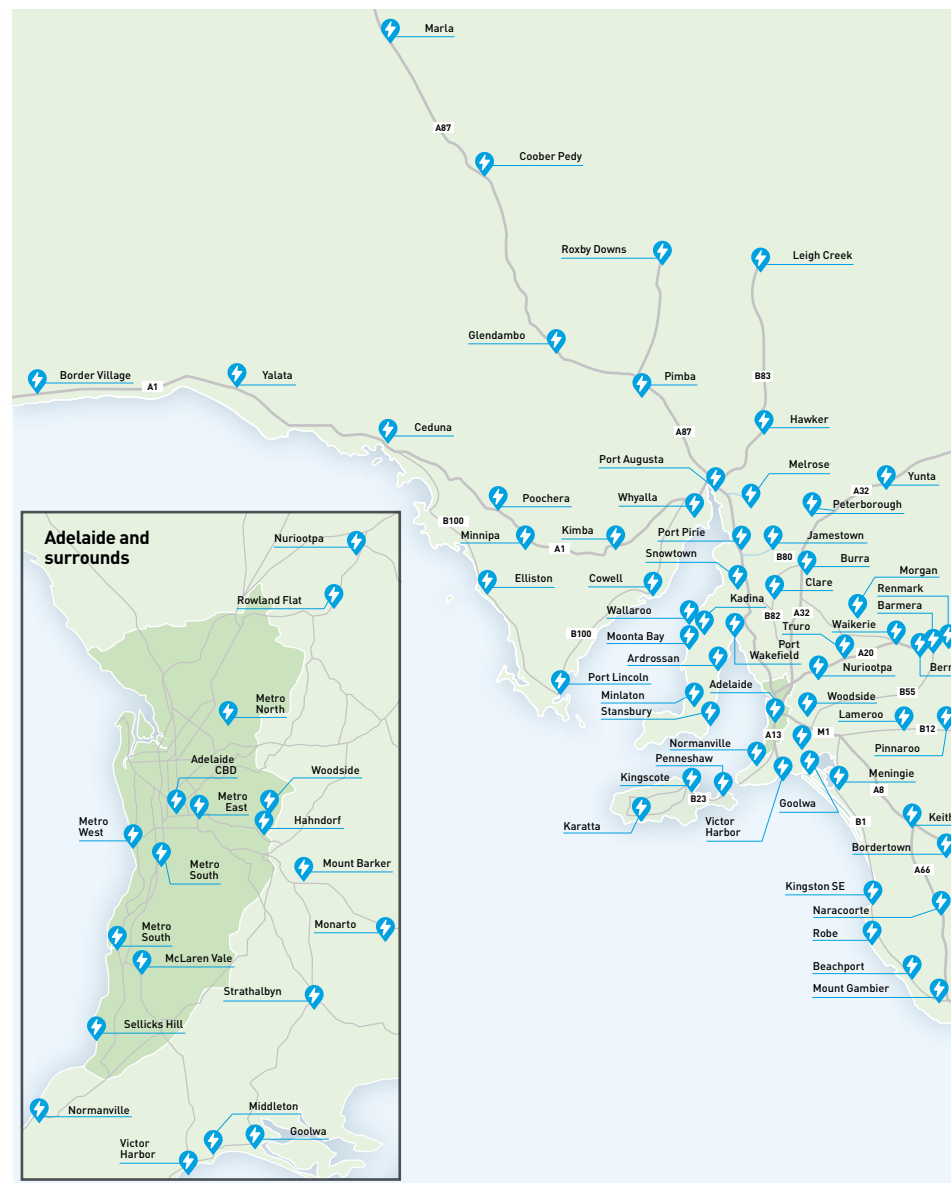 Marla
A87
Coober Pedy
Roxby Downs
Leigh Creek
Glendambo
Border Village
A1
Yalata
Pimba
B83
Ceduna
Hawker
A87
Port Augusta
Melrose
Yunta
A32
Poochera
Whyalla
Peterborough
B100
Minnipa
Kimba
A1
Port Pirie
Jamestown
Snowtown
B80
Burra
Elliston
Cowell
Clare
Morgan
Renmark
Kadina
Wallaroo
B82
A32
Barmera
Truro
Waikerie
B100
Moonta Bay
Port
Wakefield
A20
Ardrossan
Nuriootpa
Berr
Port Lincoln
Adelaide
Minlaton
Woodside
B55
Stansbury
Lameroo
B12
A13
M1
Normanville
Pinnaroo
Penneshaw
Kingscote
Meningie
B23
A8
Goolwa
Karatta
Victor
Harbor
B1
Keith
Bordertown
A66
Kingston SE
Naracoorte
Robe
Beachport
Mount Gambier
Adelaide and
surrounds
Nuriootpa
Rowland Flat
Metro
North
Adelaide
CBD
Woodside
Metro
East
Metro
West
Hahndorf
Metro
South
Mount Barker
Monarto
Metro
South
McLaren Vale
Strathalbyn
Sellicks Hill
Normanville
Middleton
Goolwa
Victor
Harbor